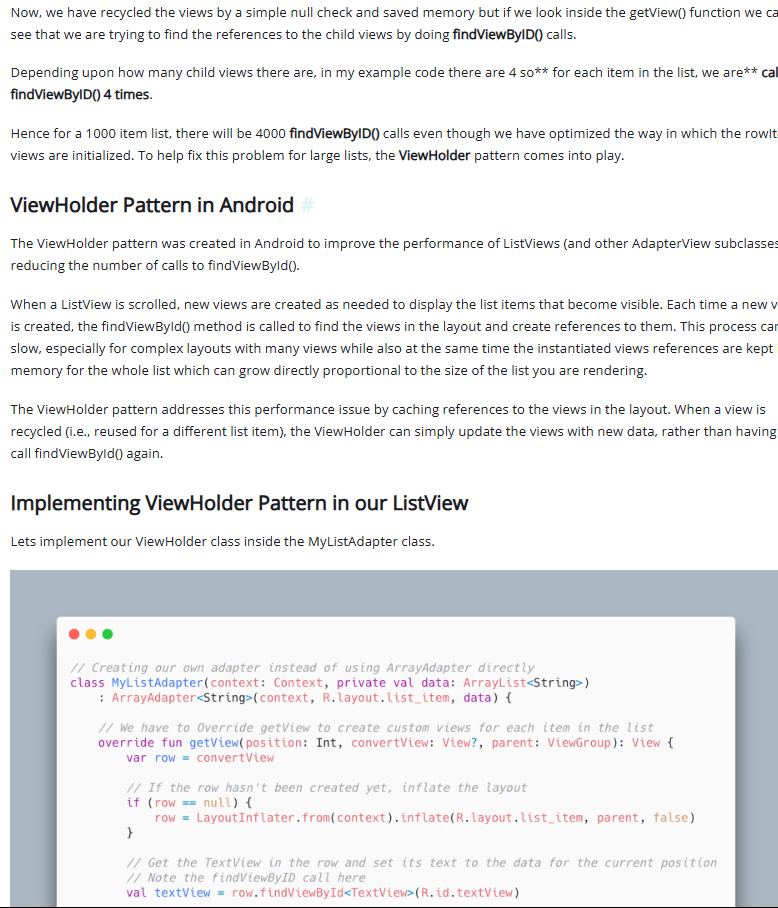 Now, we have recycled the views by a simple null check and saved memory but if we look inside the getView() function we ca
see that we are trying to find the references to the child views by doing findViewByID() calls.
Depending upon how many child views there are, in my example code there are 4 so** for each item in the list, we are** cal
findViewByID() 4 times.
Hence for a 1000 item list, there will be 4000 findViewByID() calls even though we have optimized the way in which the rowIt
views are initialized. To help fix this problem for large lists, the ViewHolder pattern comes into play.
ViewHolder Pattern in Android #
The ViewHolder pattern was created in Android to improve the performance of ListViews (and other AdapterView subclasses
reducing the number of calls to findViewById().
When a ListView is scrolled, new views are created as needed to display the list items that become visible. Each time a new v
is created, the findViewById() method is called to find the views in the layout and create references to them. This process car
slow, especially for complex layouts with many views while also at the same time the instantiated views references are kept
memory for the whole list which can grow directly proportional to the size of the list you are rendering.
The ViewHolder pattern addresses this performance issue by caching references to the views in the layout. When a view is
recycled (i.e., reused for a different list item), the ViewHolder can simply update the views with new data, rather than having
call findViewById() again.
Implementing ViewHolder Pattern in our ListView
Lets implement our ViewHolder class inside the MyListAdapter class.
// Creating our own adapter instead of using ArrayAdapter directly
class MyListAdapter(context: Context, private val data: ArrayList<String>)
    : ArrayAdapter<String>(context, R.layout.list_item, data) {
    // We have to Override getView to create custom views for each item in the list
    override fun getView(position: Int, convertView: View?, parent: ViewGroup): View {
        var row = convertView
        // If the row hasn't been created yet, inflate the layout
        if (row == null) {
            row = LayoutInflater.from(context).inflate(R.layout.list_item, parent, false)
        }
        // Get the TextView in the row and set its text to the data for the current position
        // Note the findViewByID call here
        val textView = row.findViewById<TextView>(R.id.textView)